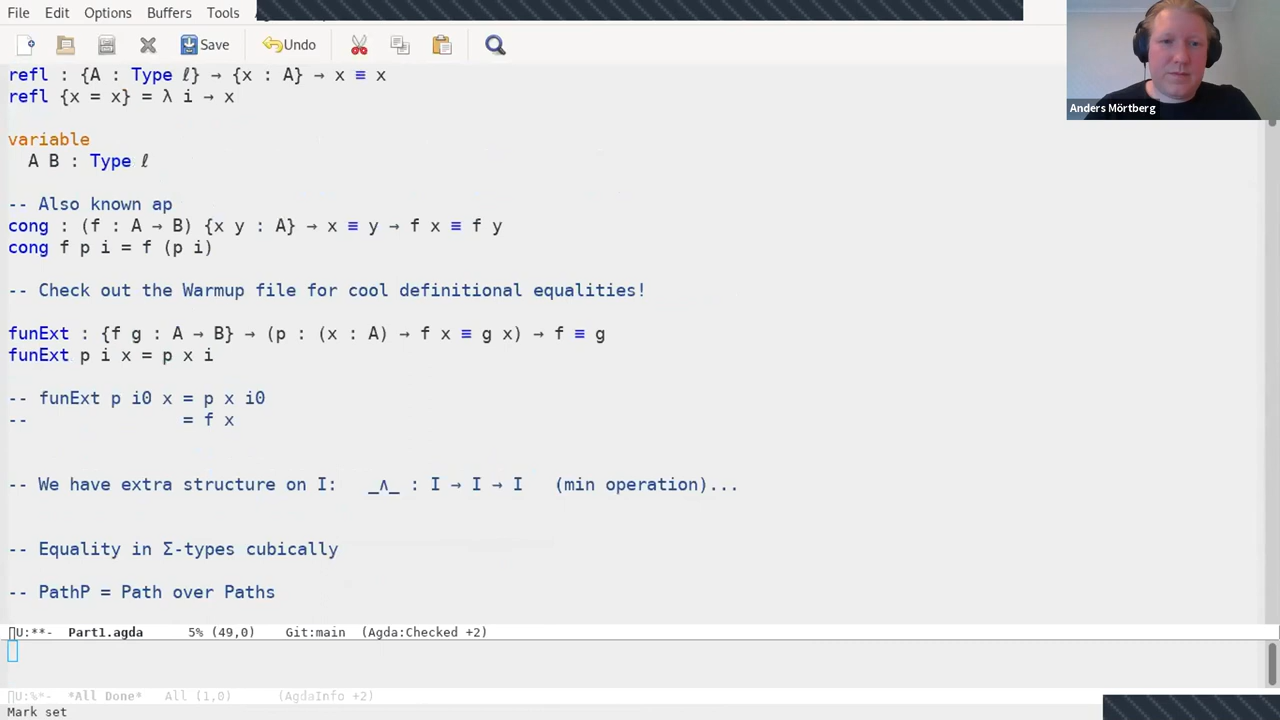 File Edit Options Buffers Tools
Save Undo
Anders Mörtberg
refl : {A : Type ℓ} → {x : A} → x ≡ x
refl {x = x} = λ i → x
variable
A B : Type ℓ
-- Also known ap
cong : (f : A → B) {x y : A} → x ≡ y → f x ≡ f y
cong f p i = f (p i)
-- Check out the Warmup file for cool definitional equalities!
funExt : {f g : A → B} → (p : (x : A) → f x ≡ g x) → f ≡ g
funExt p i x = p x i
-- funExt p i0 x = p x i0
-- = f x
-- We have extra structure on I: _∧_ : I → I → I (min operation)...
-- Equality in Σ-types cubically
-- PathP = Path over Paths
U:**- Part1.agda 5% (49,0) Git:main (Agda:Checked +2)
U:%*- *All Done* All (1,0) (AgdaInfo +2)
Mark set